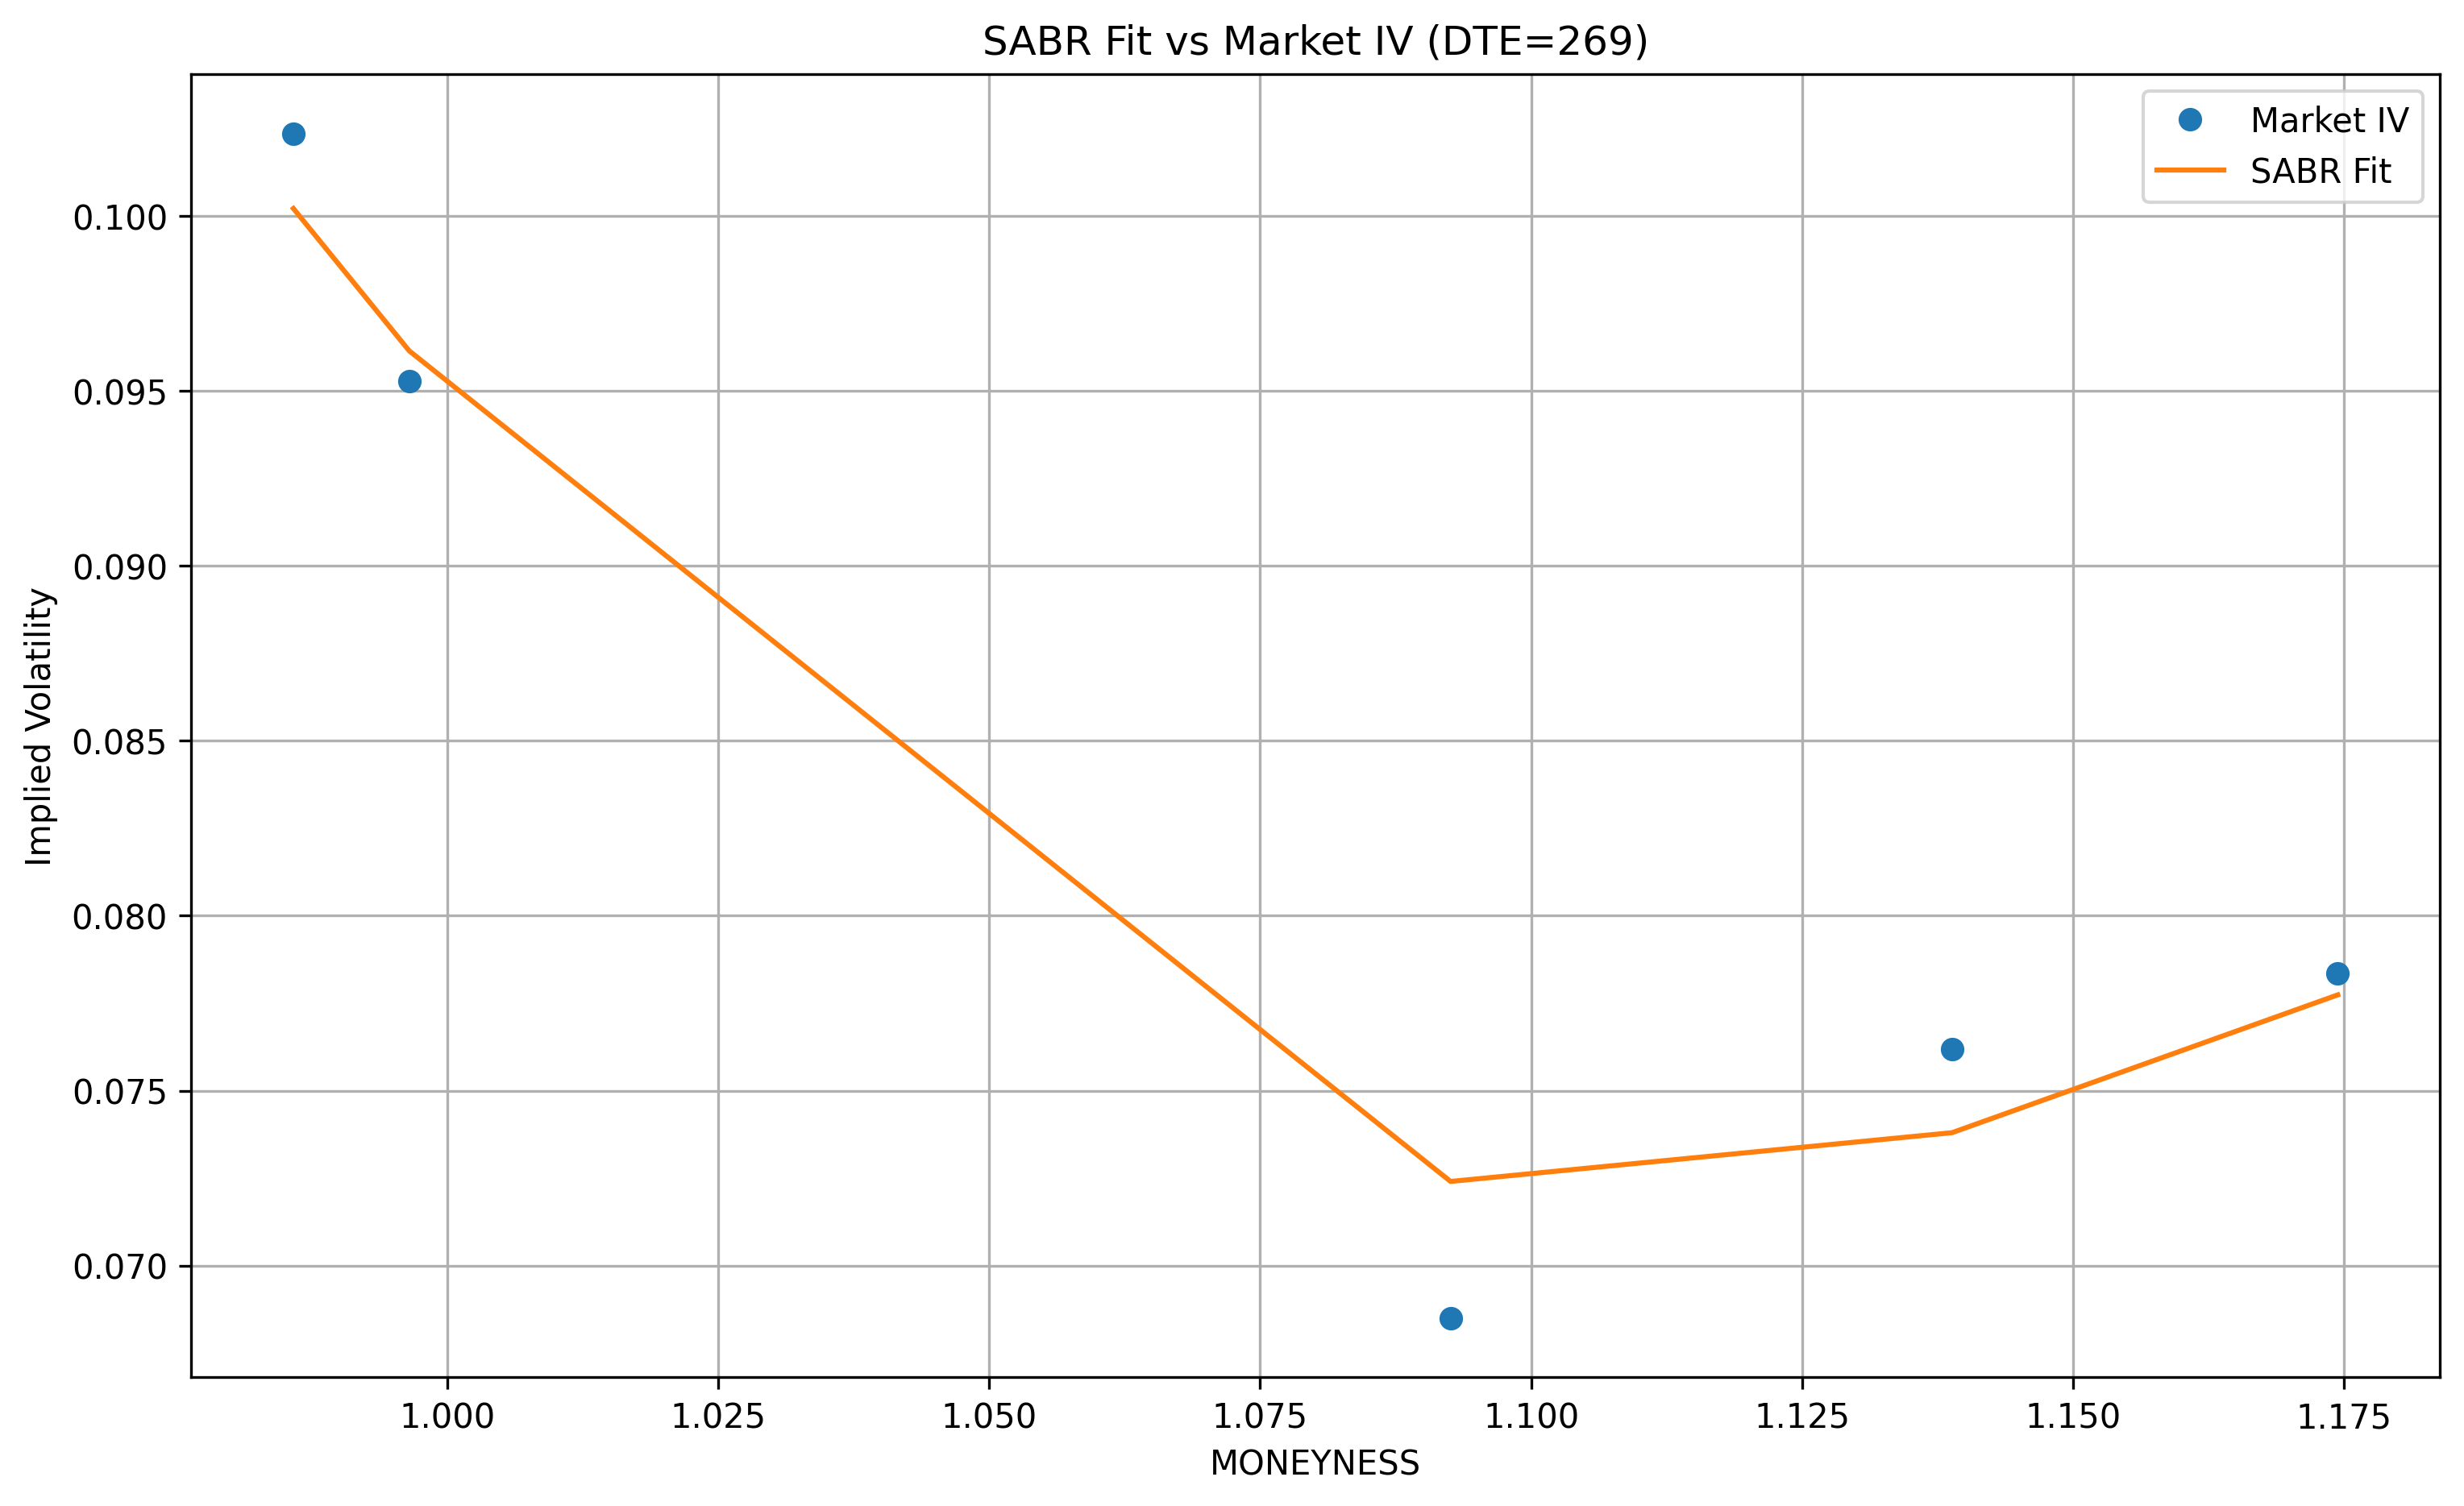 SABR Fit vs Market IV (DTE=269)
Market IV
SABR Fit
Implied Volatility
0.100
0.095
0.090
0.085
0.080
0.075
0.070
1.000 1.025 1.050 1.075 1.100 1.125 1.150 1.175
MONEYNESS